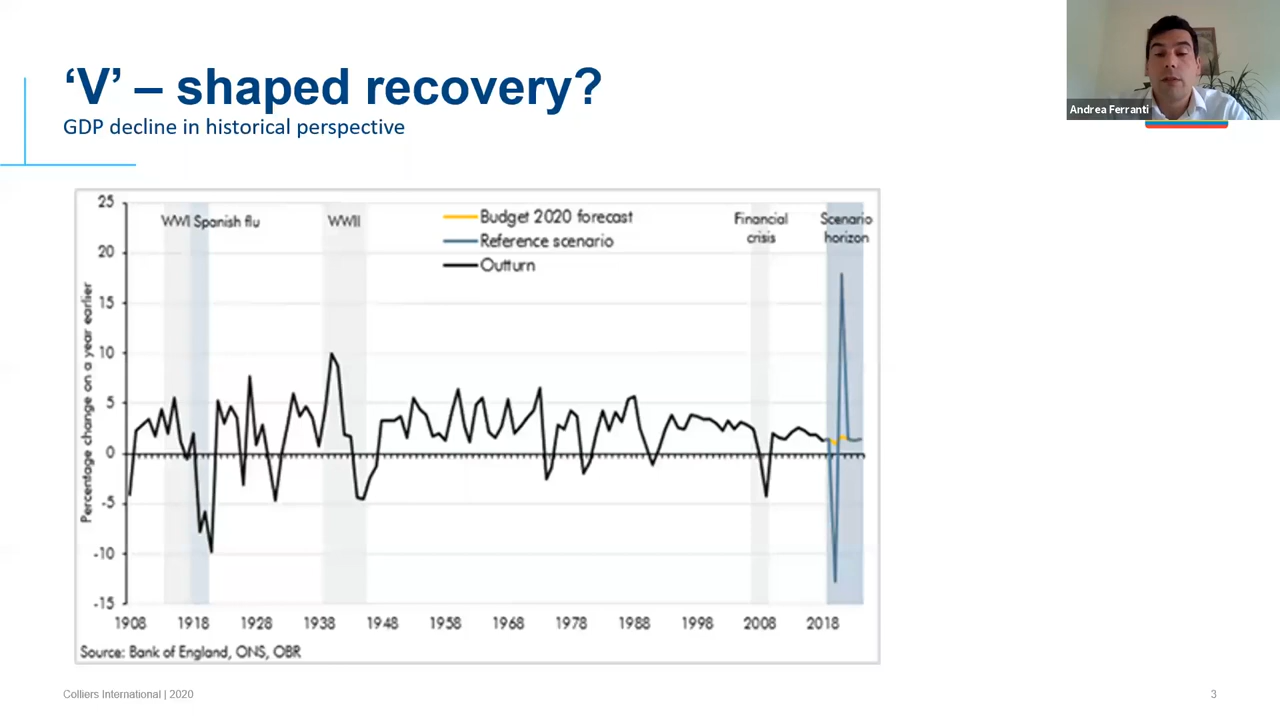 ‘V’ – shaped recovery?
GDP decline in historical perspective
Andrea Ferranti
25
20
15
10
5
0
-5
-10
-15
Percentage change on a year earlier
WWI Spanish flu
WWII
Budget 2020 forecast
Reference scenario
Outturn
Financial
crisis
Scenario
horizon
1908 1918 1928 1938 1948 1958 1968 1978 1988 1998 2008 2018
Source: Bank of England, ONS, OBR
Colliers International | 2020
3